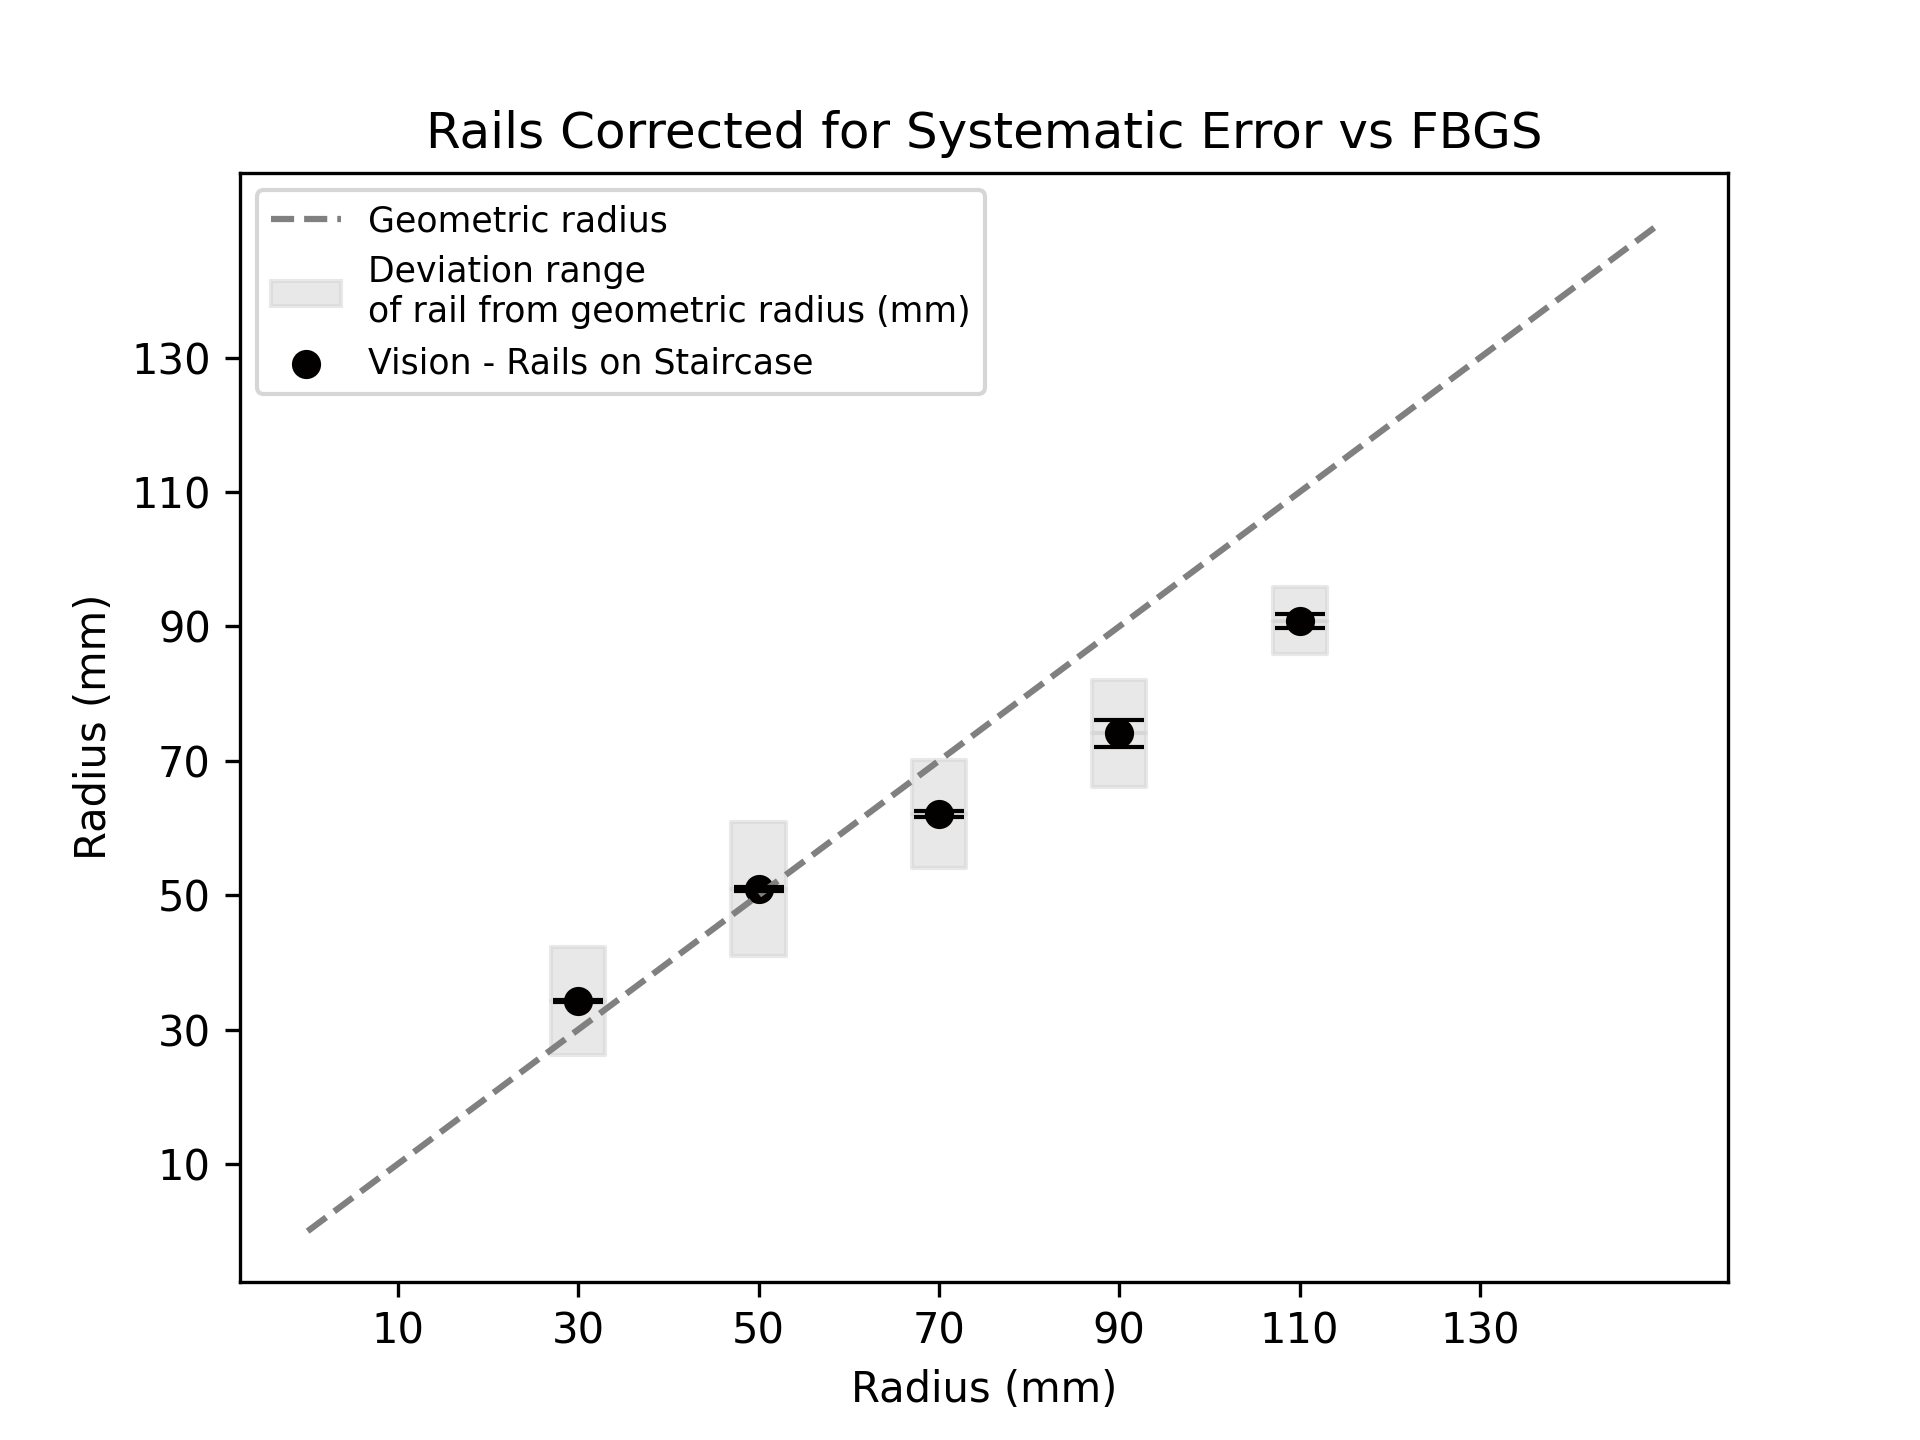 Rails Corrected for Systematic Error vs FBGS
Geometric radius
Deviation range
of rail from geometric radius (mm)
Vision - Rails on Staircase
130
110
90
70
50
30
10
Radius (mm)
10 30 50 70 90 110 130
Radius (mm)